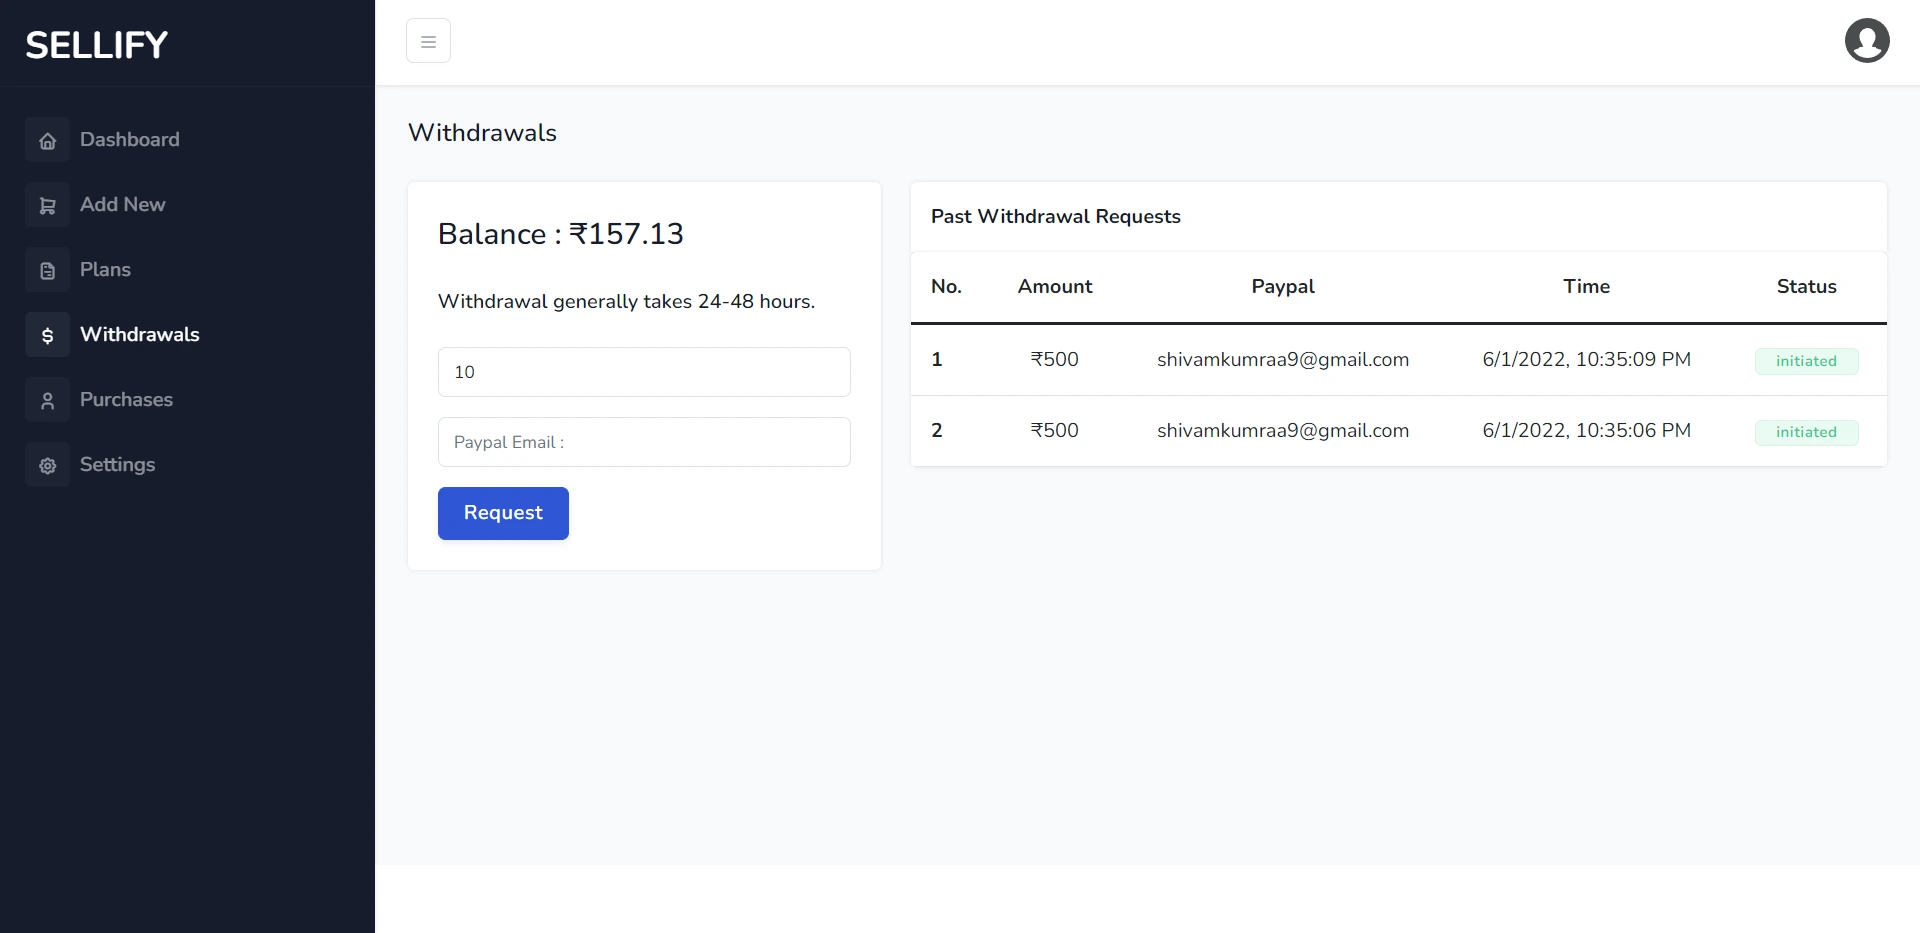 SELLIFY
Dashboard
Add New
Plans
Withdrawals
Purchases
Settings
Withdrawals
Balance : ₹157.13
Withdrawal generally takes 24-48 hours.
10
Paypal Email :
Request
Past Withdrawal Requests
No. Amount Paypal Time Status
1 ₹500 shivamkumraa9@gmail.com 6/1/2022, 10:35:09 PM initiated
2 ₹500 shivamkumraa9@gmail.com 6/1/2022, 10:35:06 PM initiated